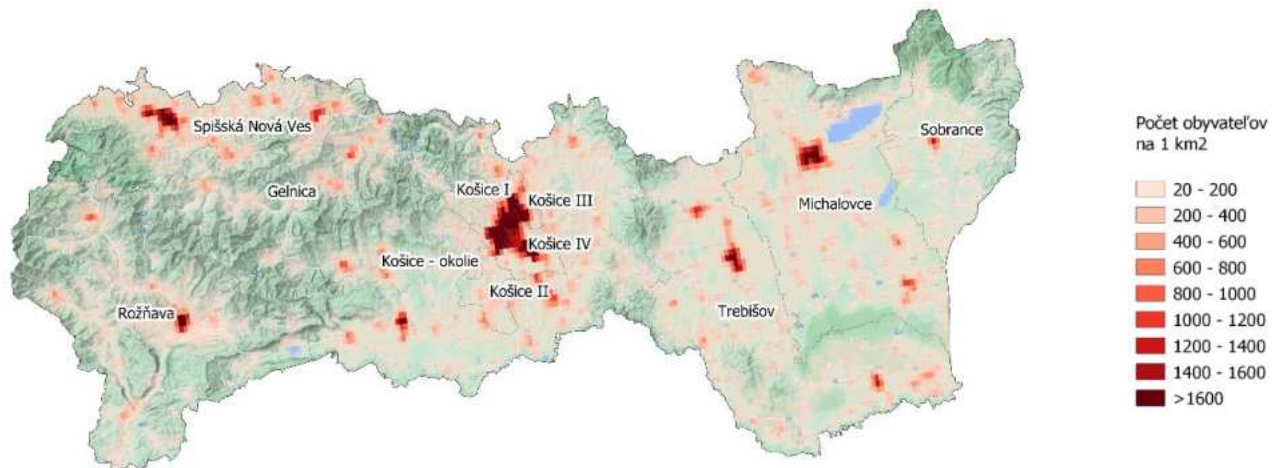 Spišská Nová Ves
Gelnica
Rožňava
Košice I
Košice III
Košice IV
Košice - okolie
Košice II
Trebišov
Michalovce
Sobrance
Počet obyvateľov
na 1 km2
20 - 200
200 - 400
400 - 600
600 - 800
800 - 1000
1000 - 1200
1200 - 1400
1400 - 1600
>1600